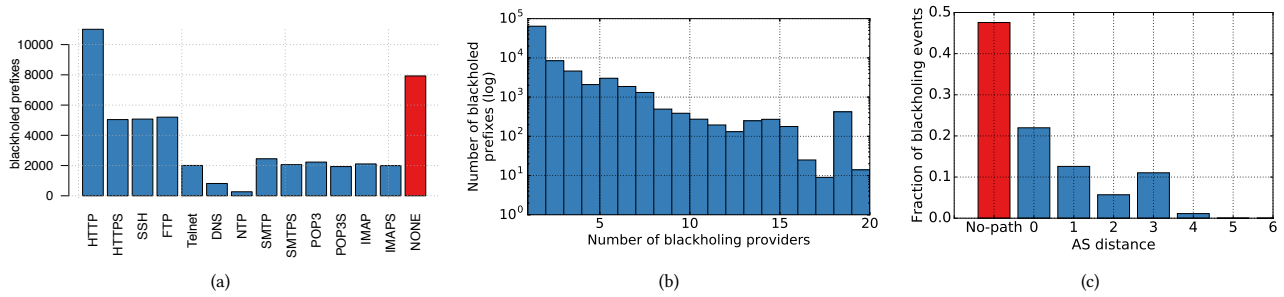 blackholed prefixes
10000
8000
6000
4000
2000
0
HTTP
HTTPS
SSH
FTP
Telnet
DNS
NTP
SMTP
SMTPS
POP3
POP3S
IMAP
IMAPS
NONE
(a)
Number of blackholed
prefixes (log)
10^5
10^4
10^3
10^2
10^1
10^0
5 10 15 20
Number of blackholing providers
(b)
Fraction of blackholing events
0.5
0.4
0.3
0.2
0.1
0.0
No-path 0 1 2 3 4 5 6
AS distance
(c)